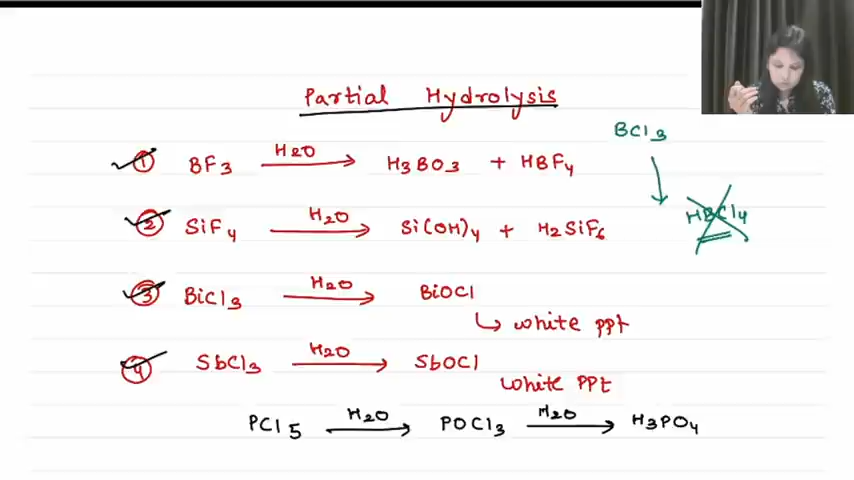 Partial Hydrolysis
BCl3
① BF3 H2O → H3BO3 + HBF4
HBCl4
② SiF4 H2O → Si(OH)4 + H2SiF6
③ BiCl3 H2O → BiOCl
↳ white ppt
④ SbCl3 H2O → SbOCl
white PPt
PCl5 H2O → POCl3 H2O → H3PO4